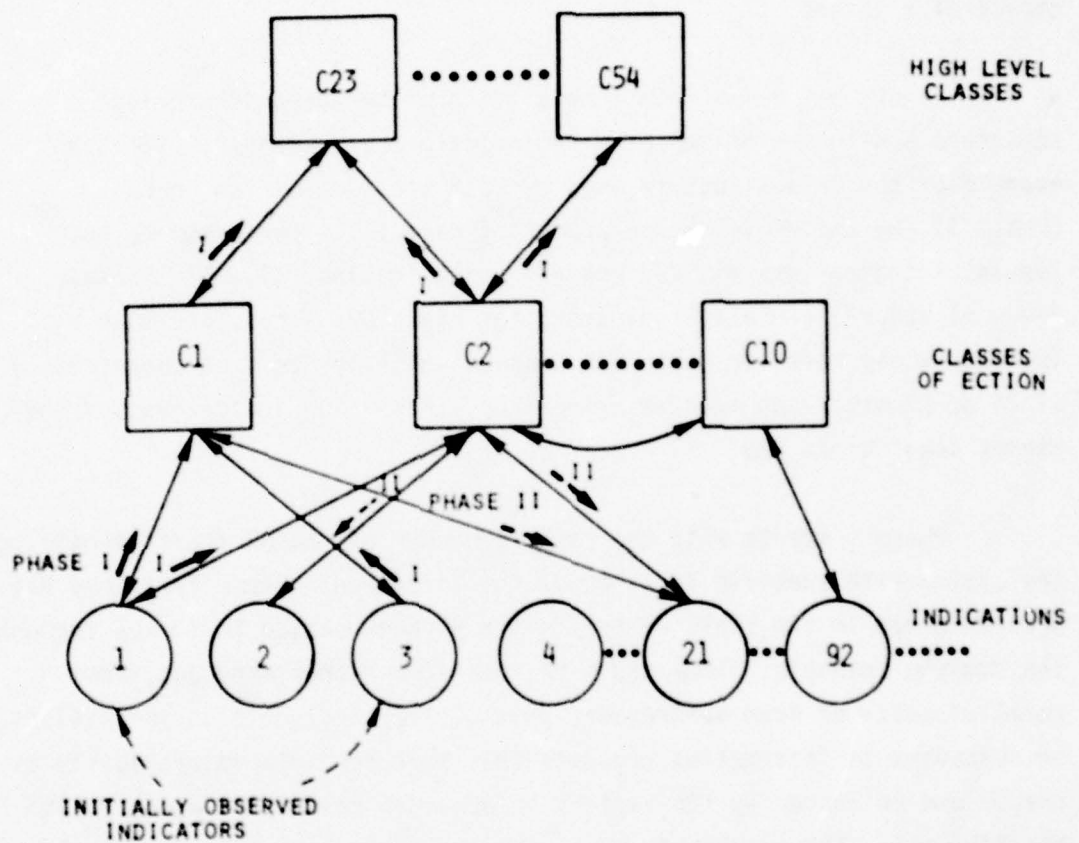 C23
C54
HIGH LEVEL
CLASSES
I
I
I
C1
C2
C10
CLASSES
OF ECTION
II
II
PHASE II
PHASE I
I
I
1
2
3
4
21
92
INDICATIONS
INITIALLY OBSERVED
INDICATORS